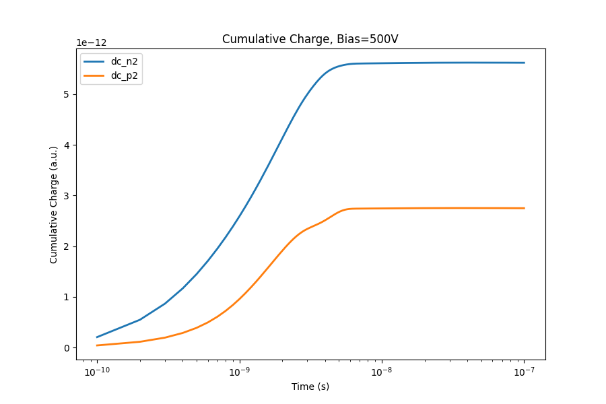 Cumulative Charge, Bias=500V
1e−12
dc_n2
dc_p2
5
4
3
2
1
0
Cumulative Charge (a.u.)
10⁻¹⁰
10⁻⁹
10⁻⁸
10⁻⁷
Time (s)